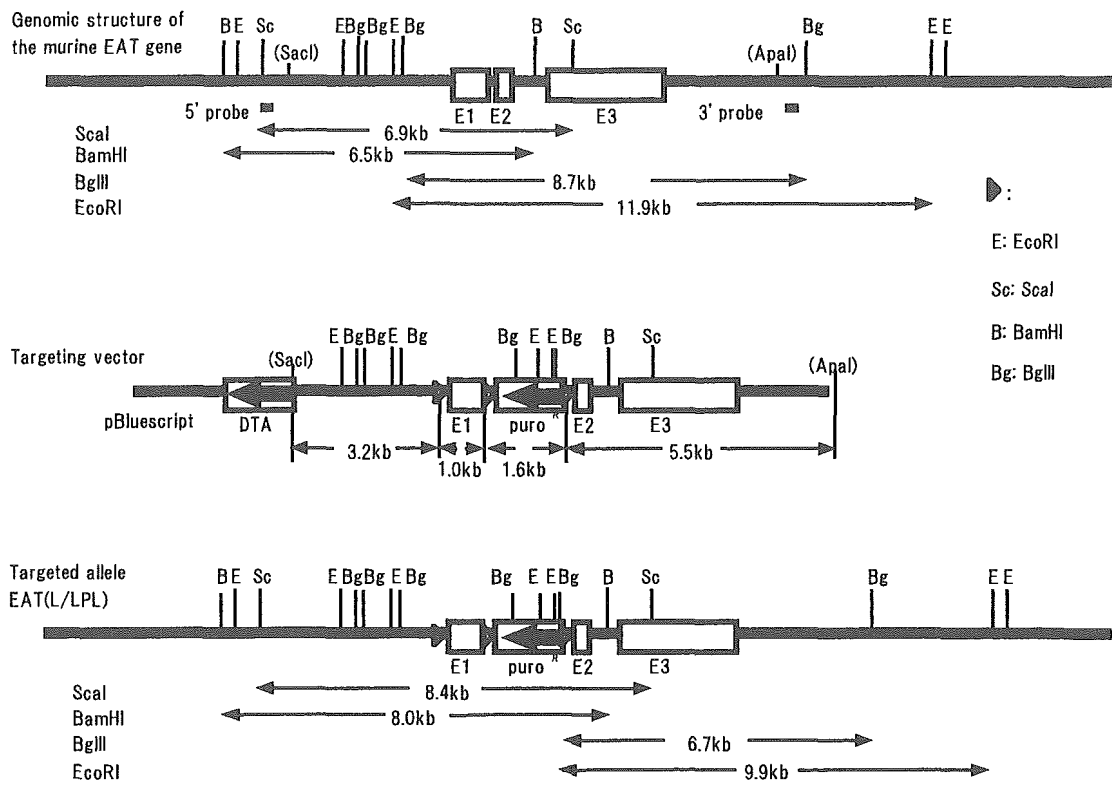 Genomic structure of
the murine EAT gene
B E Sc (SacI) E Bg Bg E Bg B Sc (ApaI) Bg E E
5' probe E1 E2 E3 3' probe
ScaI 6.9kb
BamHI 6.5kb
BglII 8.7kb
EcoRI 11.9kb
:
E: EcoRI
Sc: ScaI
B: BamHI
Bg: BglII
Targeting vector
(SacI) E Bg Bg E Bg Bg E E Bg B Sc (ApaI)
pBluescript DTA E1 puro R E2 E3
3.2kb 1.0kb 1.6kb 5.5kb
Targeted allele
EAT(L/LPL)
B E Sc E Bg Bg E Bg Bg E E Bg B Sc Bg E E
E1 puro R E2 E3
ScaI 8.4kb
BamHI 8.0kb
BglII 6.7kb
EcoRI 9.9kb